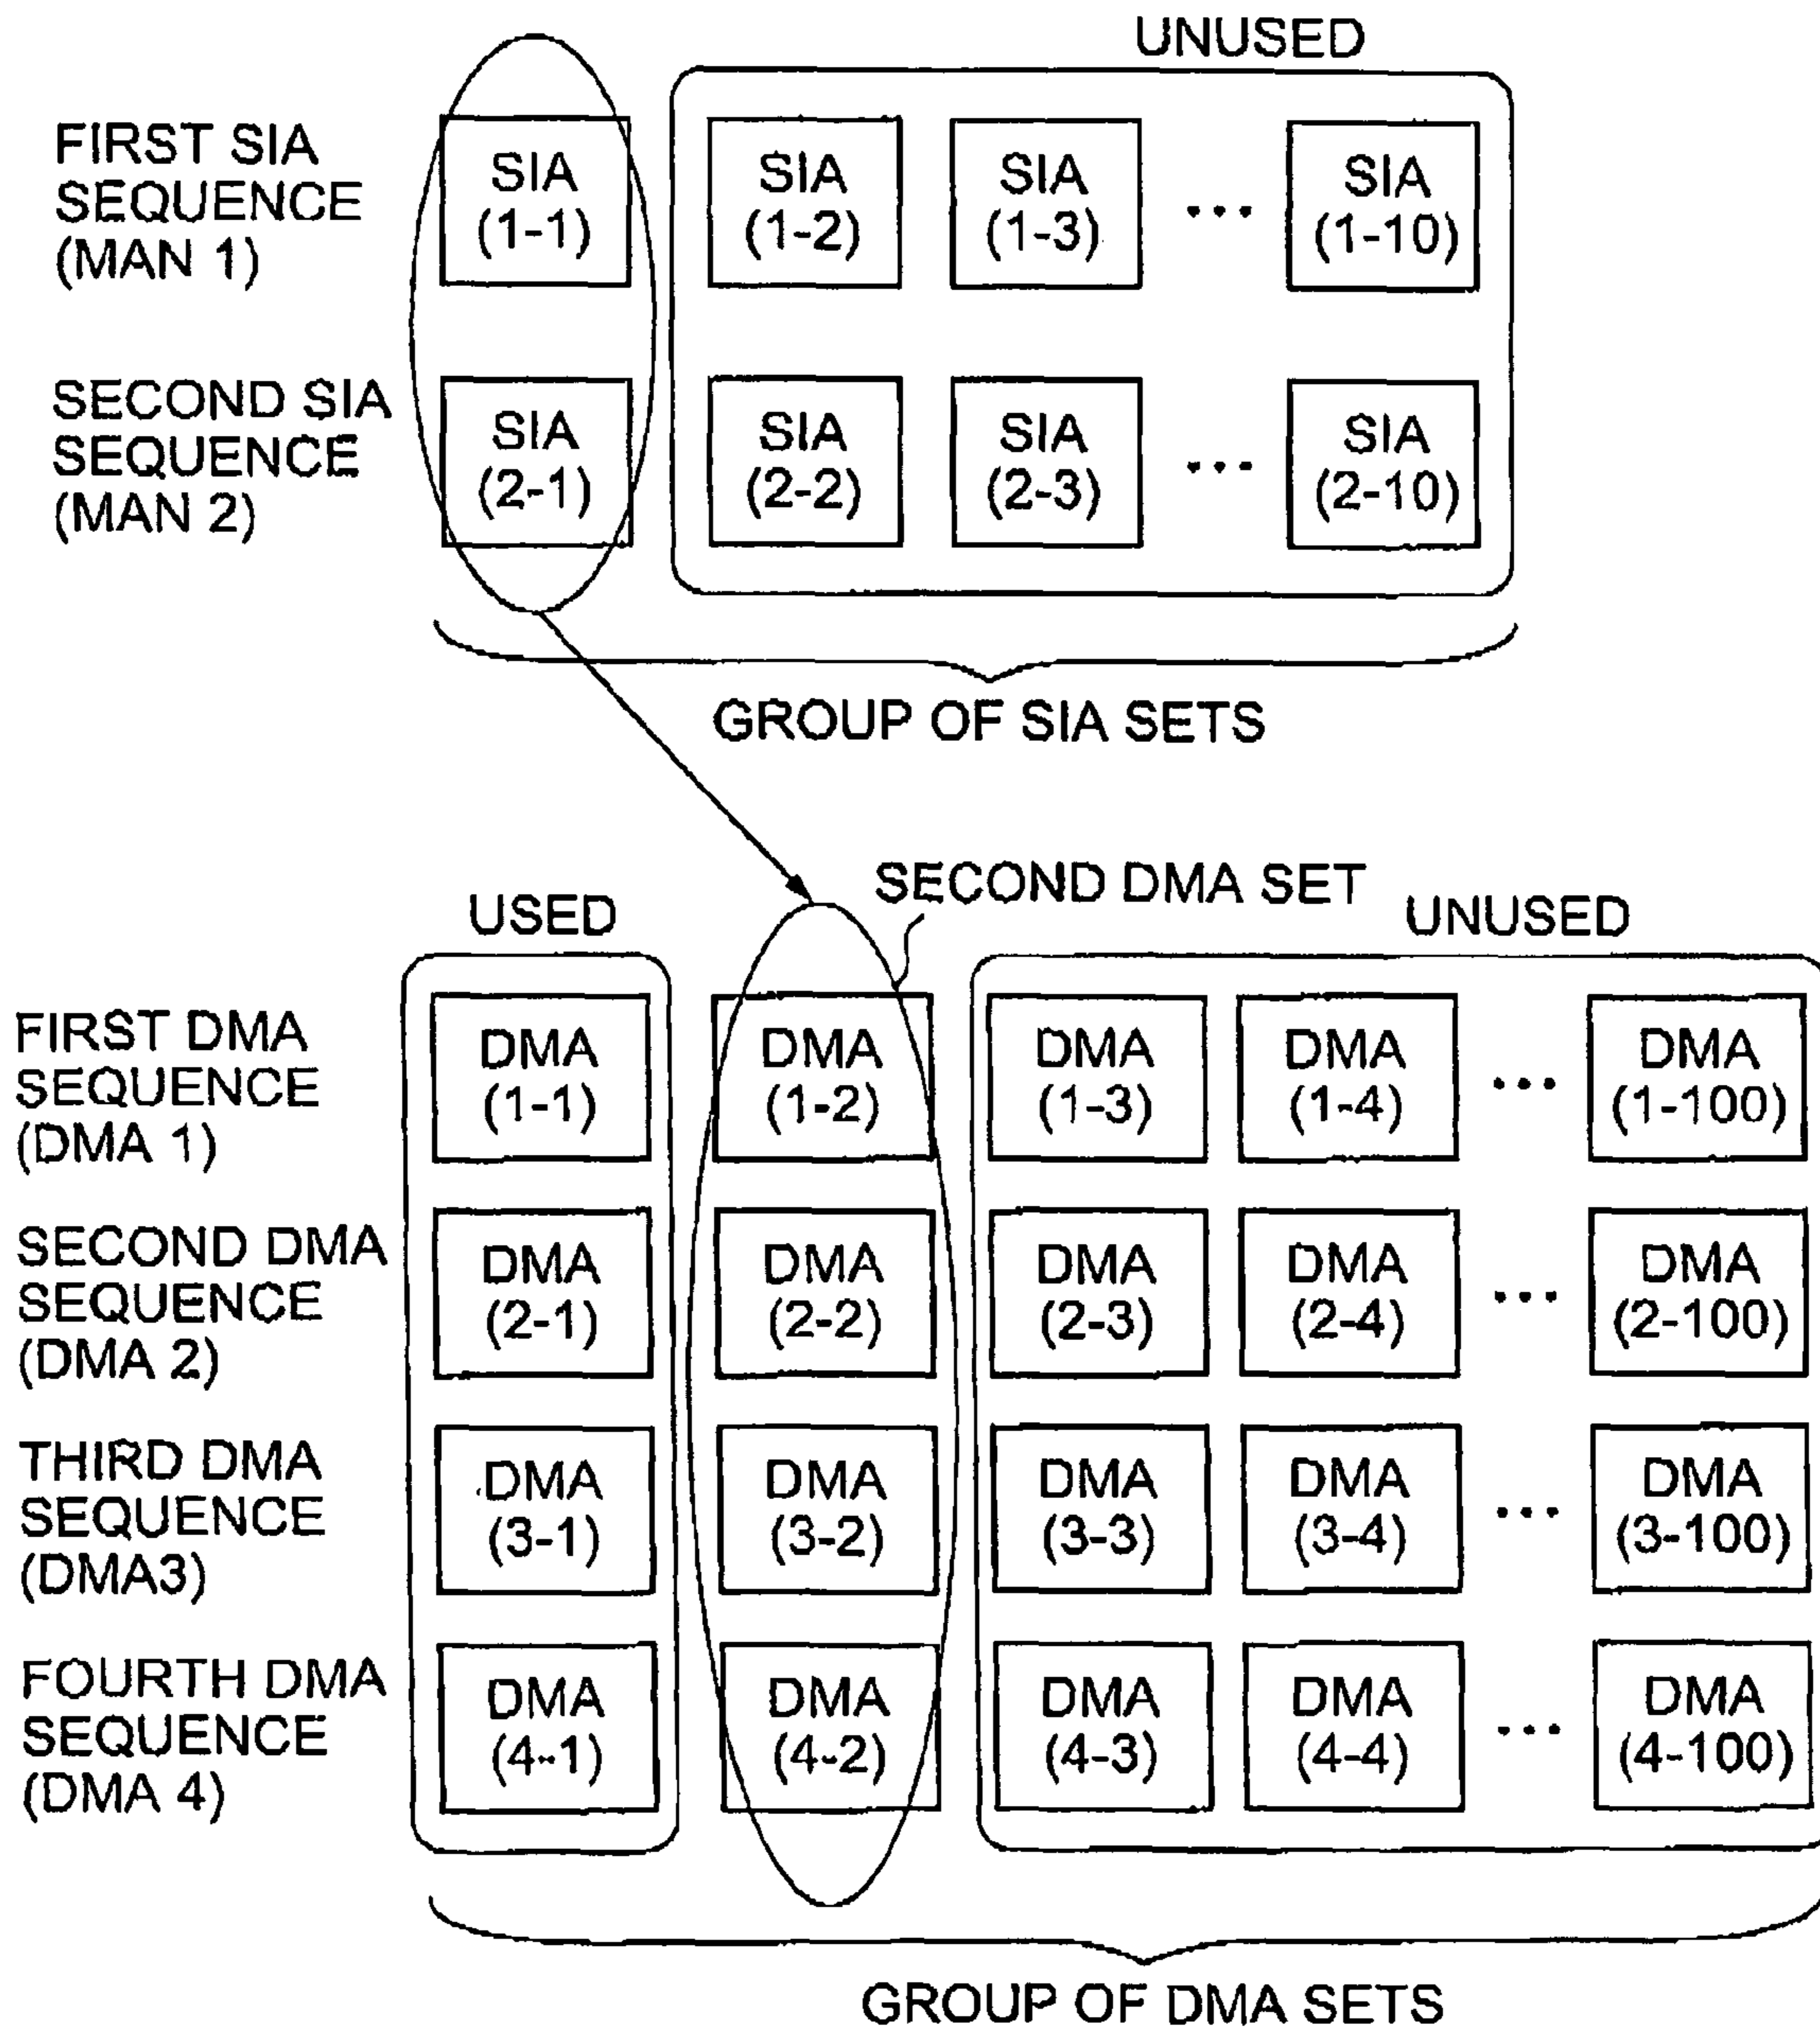 UNUSED
FIRST SIA
SEQUENCE
(MAN 1)
SIA
(1-1)
SIA
(1-2)
SIA
(1-3)
...
SIA
(1-10)
SECOND SIA
SEQUENCE
(MAN 2)
SIA
(2-1)
SIA
(2-2)
SIA
(2-3)
...
SIA
(2-10)
GROUP OF SIA SETS
SECOND DMA SET
USED
UNUSED
FIRST DMA
SEQUENCE
(DMA 1)
DMA
(1-1)
DMA
(1-2)
DMA
(1-3)
DMA
(1-4)
...
DMA
(1-100)
SECOND DMA
SEQUENCE
(DMA 2)
DMA
(2-1)
DMA
(2-2)
DMA
(2-3)
DMA
(2-4)
...
DMA
(2-100)
THIRD DMA
SEQUENCE
(DMA3)
DMA
(3-1)
DMA
(3-2)
DMA
(3-3)
DMA
(3-4)
...
DMA
(3-100)
FOURTH DMA
SEQUENCE
(DMA 4)
DMA
(4-1)
DMA
(4-2)
DMA
(4-3)
DMA
(4-4)
...
DMA
(4-100)
GROUP OF DMA SETS